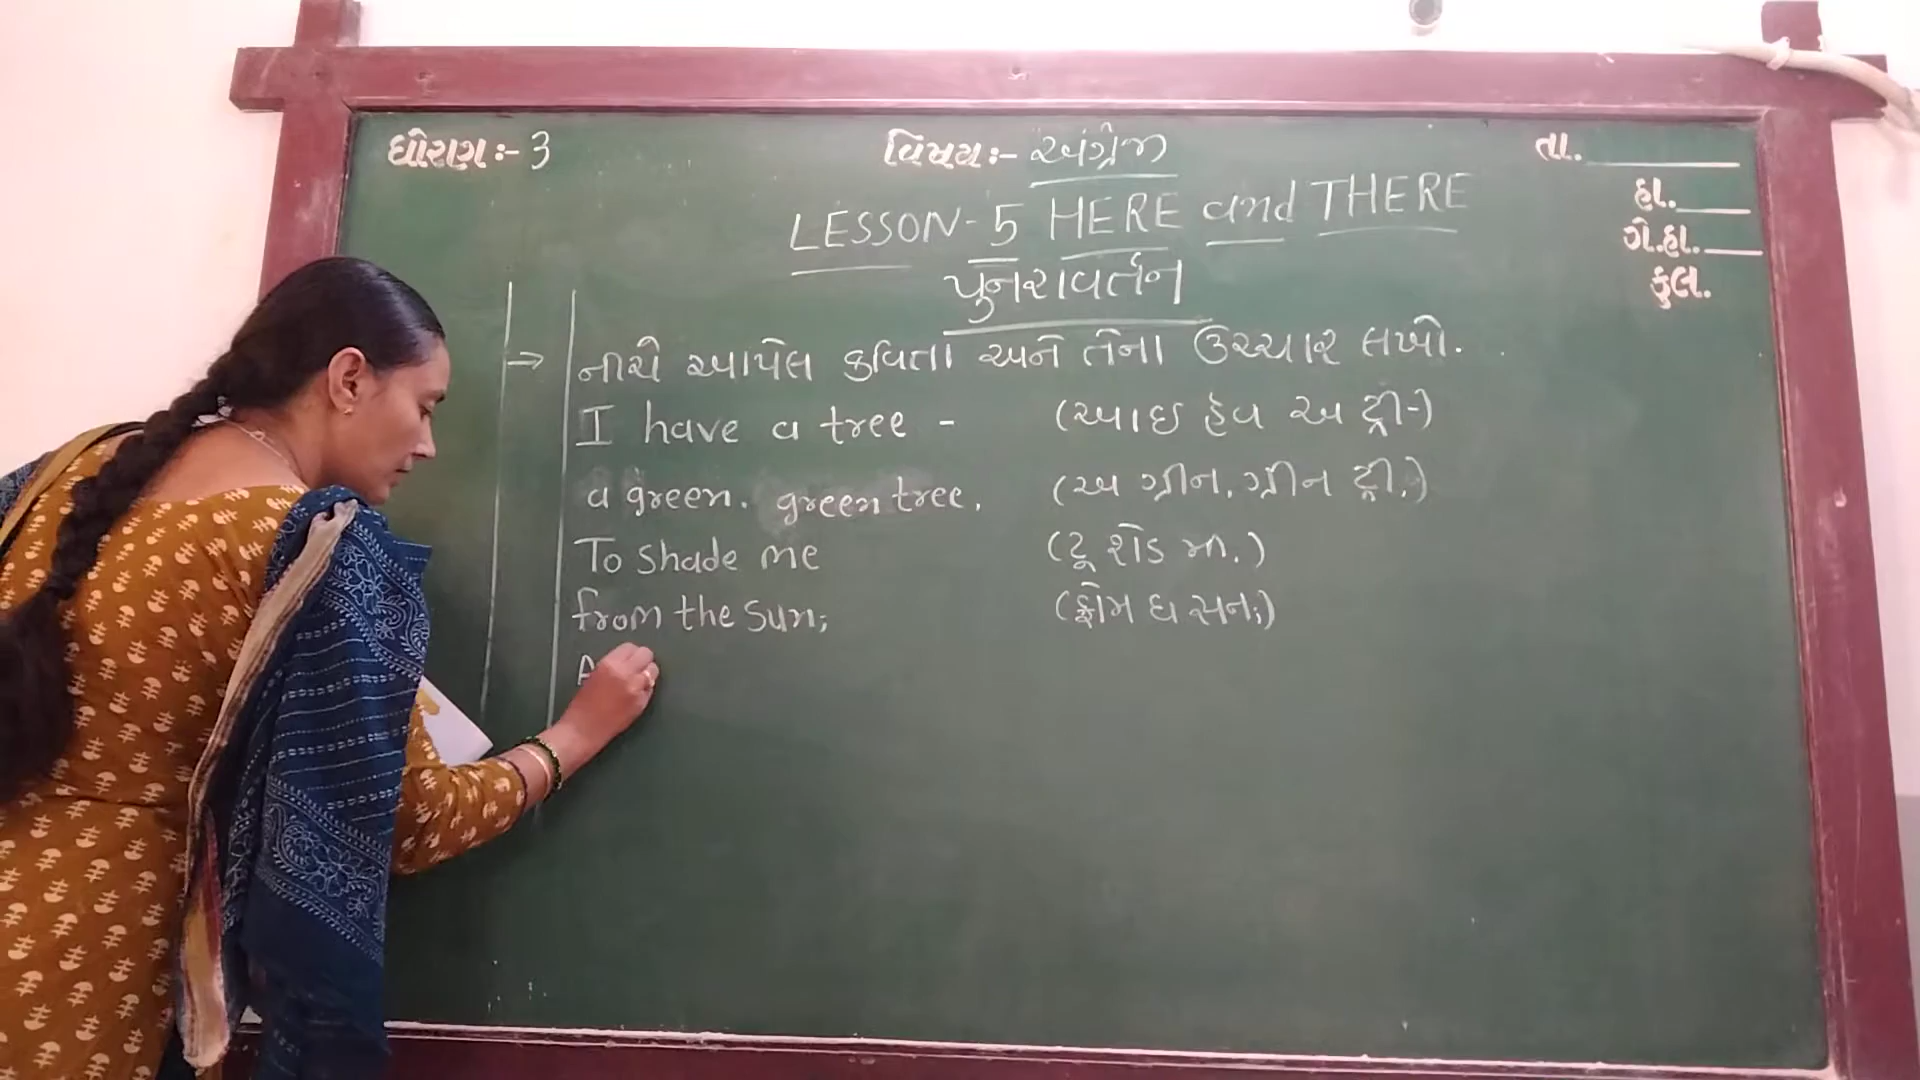 ધોરણઃ- 3
વિષયઃ- અંગ્રેજી
તા.
હા.
ગે.હા.
કુલ.
LESSON-5 HERE and THERE
પુનરાવર્તન
→ નીચે આપેલ કવિતા અને તેના ઉચ્ચાર લખો.
I have a tree - (આઇ હેવ અ ટ્રી-)
a green. green tree, (અ ગ્રીન, ગ્રીન ટ્રી,)
To shade me (ટૂ શેડ મી.)
from the sun; (ફ્રોમ ધ સન;)
A